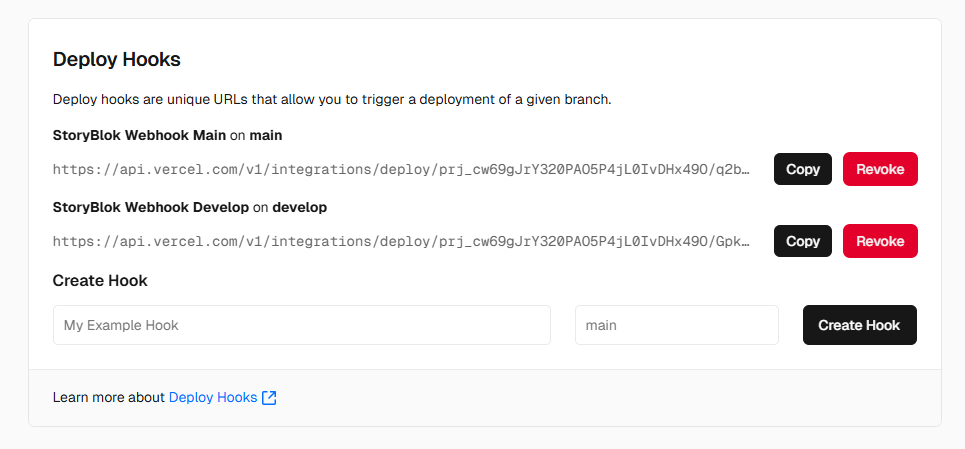 Deploy Hooks
Deploy hooks are unique URLs that allow you to trigger a deployment of a given branch.
StoryBlok Webhook Main on main
https://api.vercel.com/v1/integrations/deploy/prj_cw69gJrY320PAO5P4jL0IvDHx49O/q2b… Copy Revoke
StoryBlok Webhook Develop on develop
https://api.vercel.com/v1/integrations/deploy/prj_cw69gJrY320PAO5P4jL0IvDHx49O/Gpk… Copy Revoke
Create Hook
My Example Hook main Create Hook
Learn more about Deploy Hooks